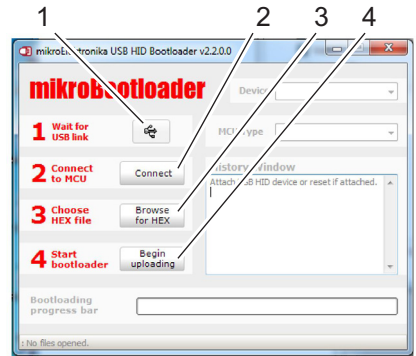 1 2 3 4
mikroElektronika USB HID Bootloader v2.2.0.0
mikroBootloader
Device
1 Wait for
USB link
MCU Type
2 Connect
to MCU
Connect
History Window
Attach USB HID device or reset if attached.
3 Choose
HEX file
Browse
for HEX
4 Start
bootloader
Begin
uploading
Bootloading
progress bar
: No files opened.